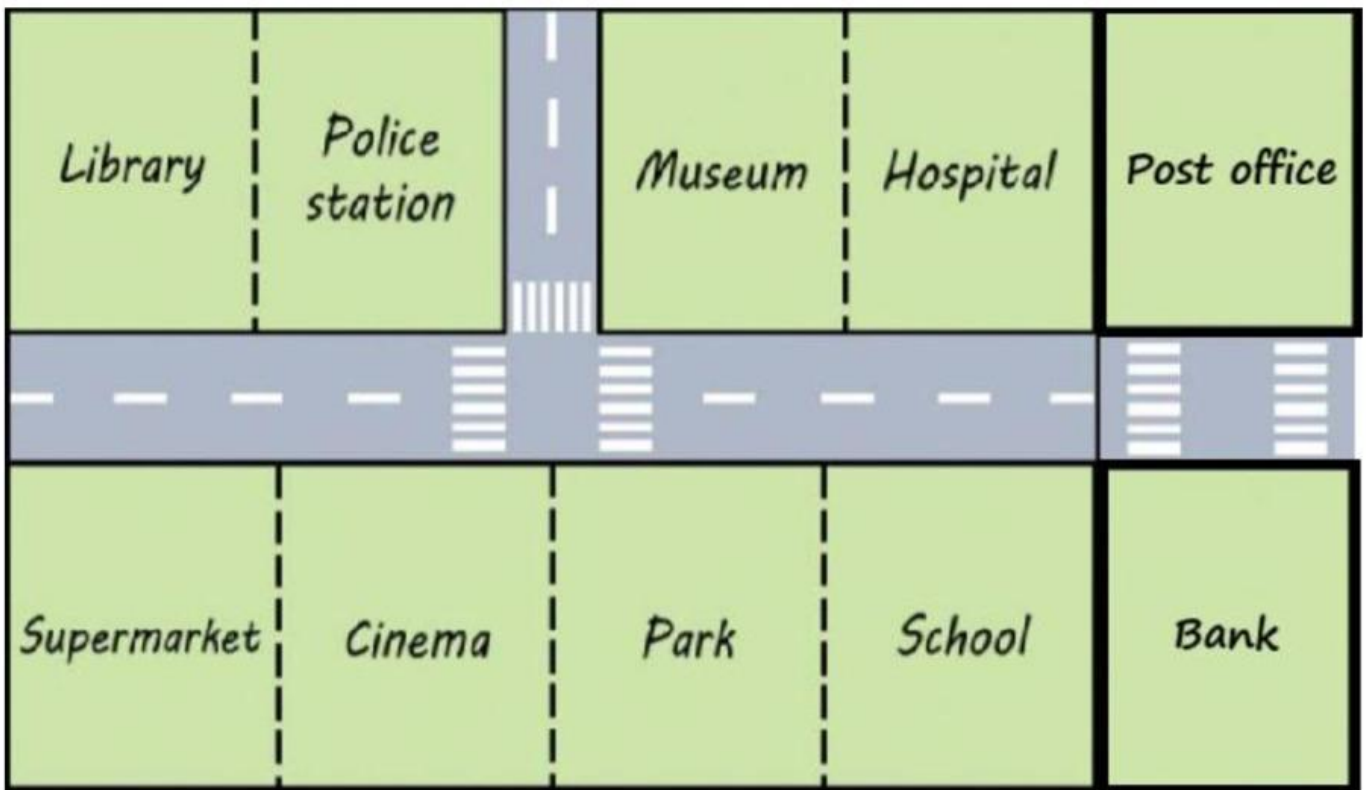 Library
Police
station
Museum
Hospital
Post office
Supermarket
Cinema
Park
School
Bank